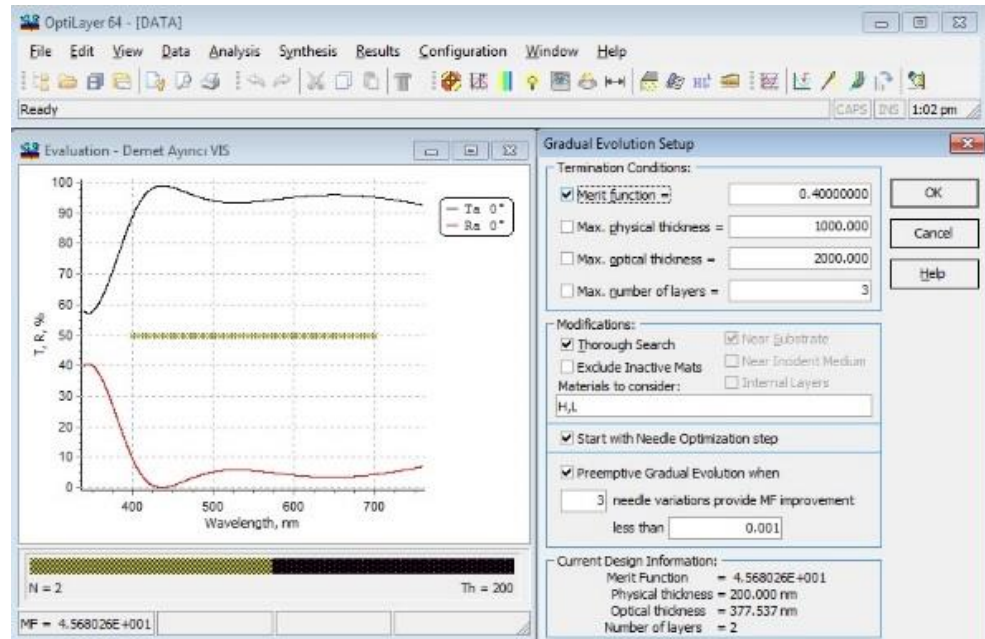 OptiLayer 64 - [DATA]
File Edit View Data Analysis Synthesis Results Configuration Window Help
Ready
CAPS INS 1:02 pm
Evaluation - Demet Ayırıcı VIS
100
90
80
70
60
50
40
30
20
10
0
T, R, %
400 500 600 700
Wavelength, nm
Ta 0°
Ra 0°
N = 2 Th = 200
MF = 4.568026E+001
Gradual Evolution Setup
Termination Conditions:
Merit function = 0.40000000
Max. physical thickness = 1000.000
Max. optical thickness = 2000.000
Max. number of layers = 3
OK
Cancel
Help
Modifications:
Thorough Search Near Substrate
Exclude Inactive Mats Near Incident Medium
Materials to consider: Internal Layers
H,L
Start with Needle Optimization step
Preemptive Gradual Evolution when
3 needle variations provide MF improvement
less than 0.001
Current Design Information:
Merit Function = 4.568026E+001
Physical thickness = 200.000 nm
Optical thickness = 377.537 nm
Number of layers = 2